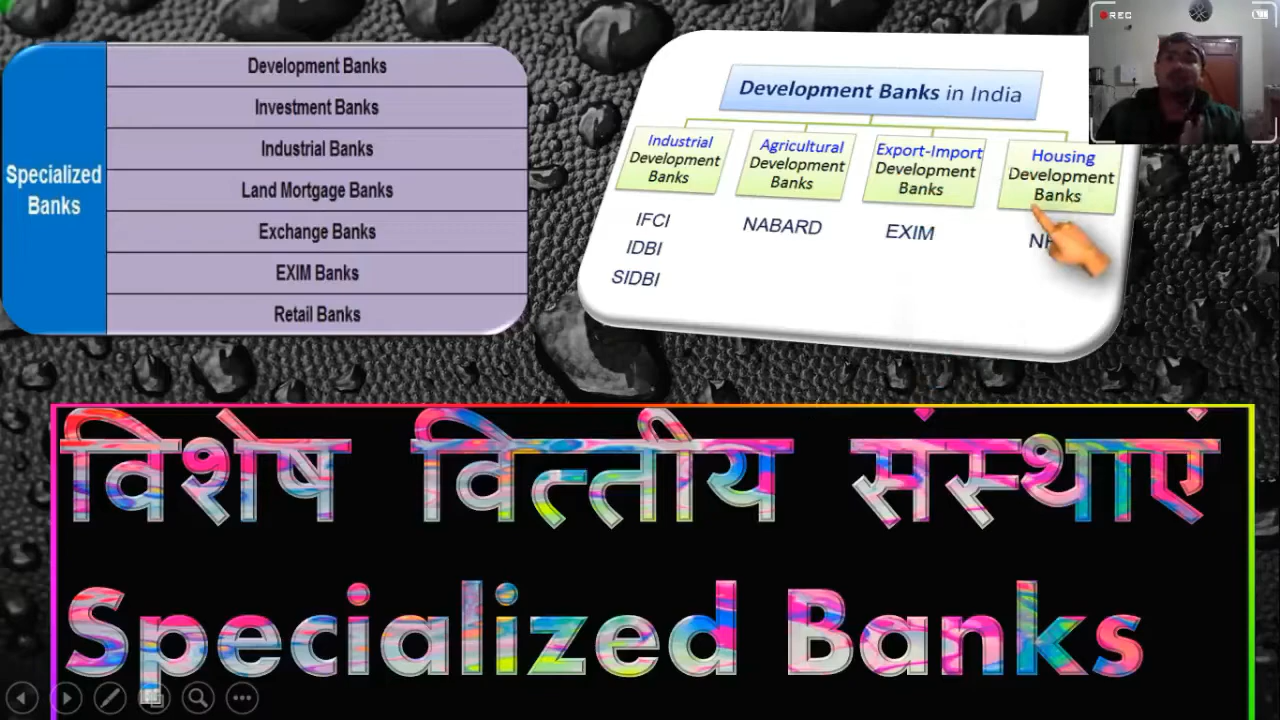 Specialized
Banks
Development Banks
Investment Banks
Industrial Banks
Land Mortgage Banks
Exchange Banks
EXIM Banks
Retail Banks
Development Banks in India
Industrial
Development
Banks
IFCI
IDBI
SIDBI
Agricultural
Development
Banks
NABARD
Export-Import
Development
Banks
EXIM
Housing
Development
Banks
REC
विशेष वित्तीय संस्थाएं
Specialized Banks